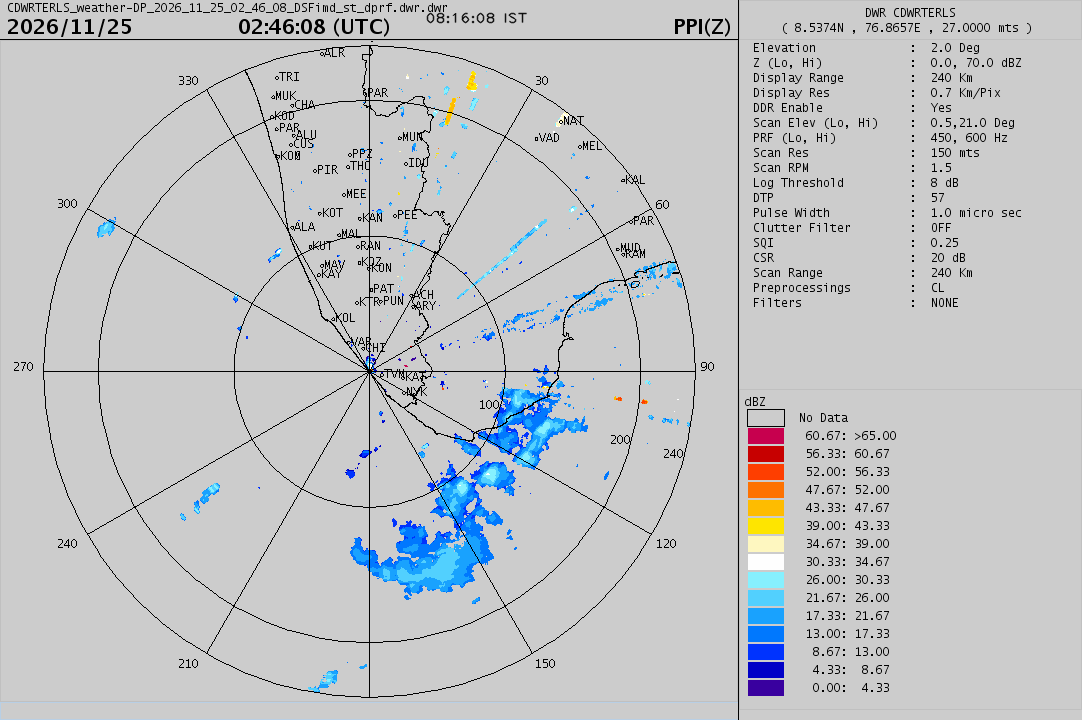 CDWRTERLS_weather-DP_2026_11_25_02_46_08_DSFimd_st_dprf.dwr.dwr
08:16:08 IST
2026/11/25
02:46:08 (UTC)
PPI(Z)
DWR CDWRTERLS
( 8.5374N , 76.8657E , 27.0000 mts )
Elevation : 2.0 Deg
Z (Lo, Hi) : 0.0, 70.0 dBZ
Display Range : 240 Km
Display Res : 0.7 Km/Pix
DDR Enable : Yes
Scan Elev (Lo, Hi) : 0.5,21.0 Deg
PRF (Lo, Hi) : 450, 600 Hz
Scan Res : 150 mts
Scan RPM : 1.5
Log Threshold : 8 dB
DTP : 57
Pulse Width : 1.0 micro sec
Clutter Filter : OFF
SQI : 0.25
CSR : 20 dB
Scan Range : 240 Km
Preprocessings : CL
Filters : NONE
dBZ
No Data
60.67: >65.00
56.33: 60.67
52.00: 56.33
47.67: 52.00
43.33: 47.67
39.00: 43.33
34.67: 39.00
30.33: 34.67
26.00: 30.33
21.67: 26.00
17.33: 21.67
13.00: 17.33
8.67: 13.00
4.33: 8.67
0.00: 4.33
ALR
330
TRI
30
PAR
MUK
CHA
KOD
NAT
PAR
ALU
MUN
VAD
CUS
MEL
PPZ
THO
IDU
PIR
KAL
MEE
300
60
KOT
KAN
PEE
PAR
ALA
MAL
KUT
RAN
MUD
RAM
MAV
KOZ
KON
KAY
PAT
ACH
KTR
PUN
ARY
KOL
VAR
CHI
270
90
TVM
KAT
NYK
100
200
240
240
120
210
150